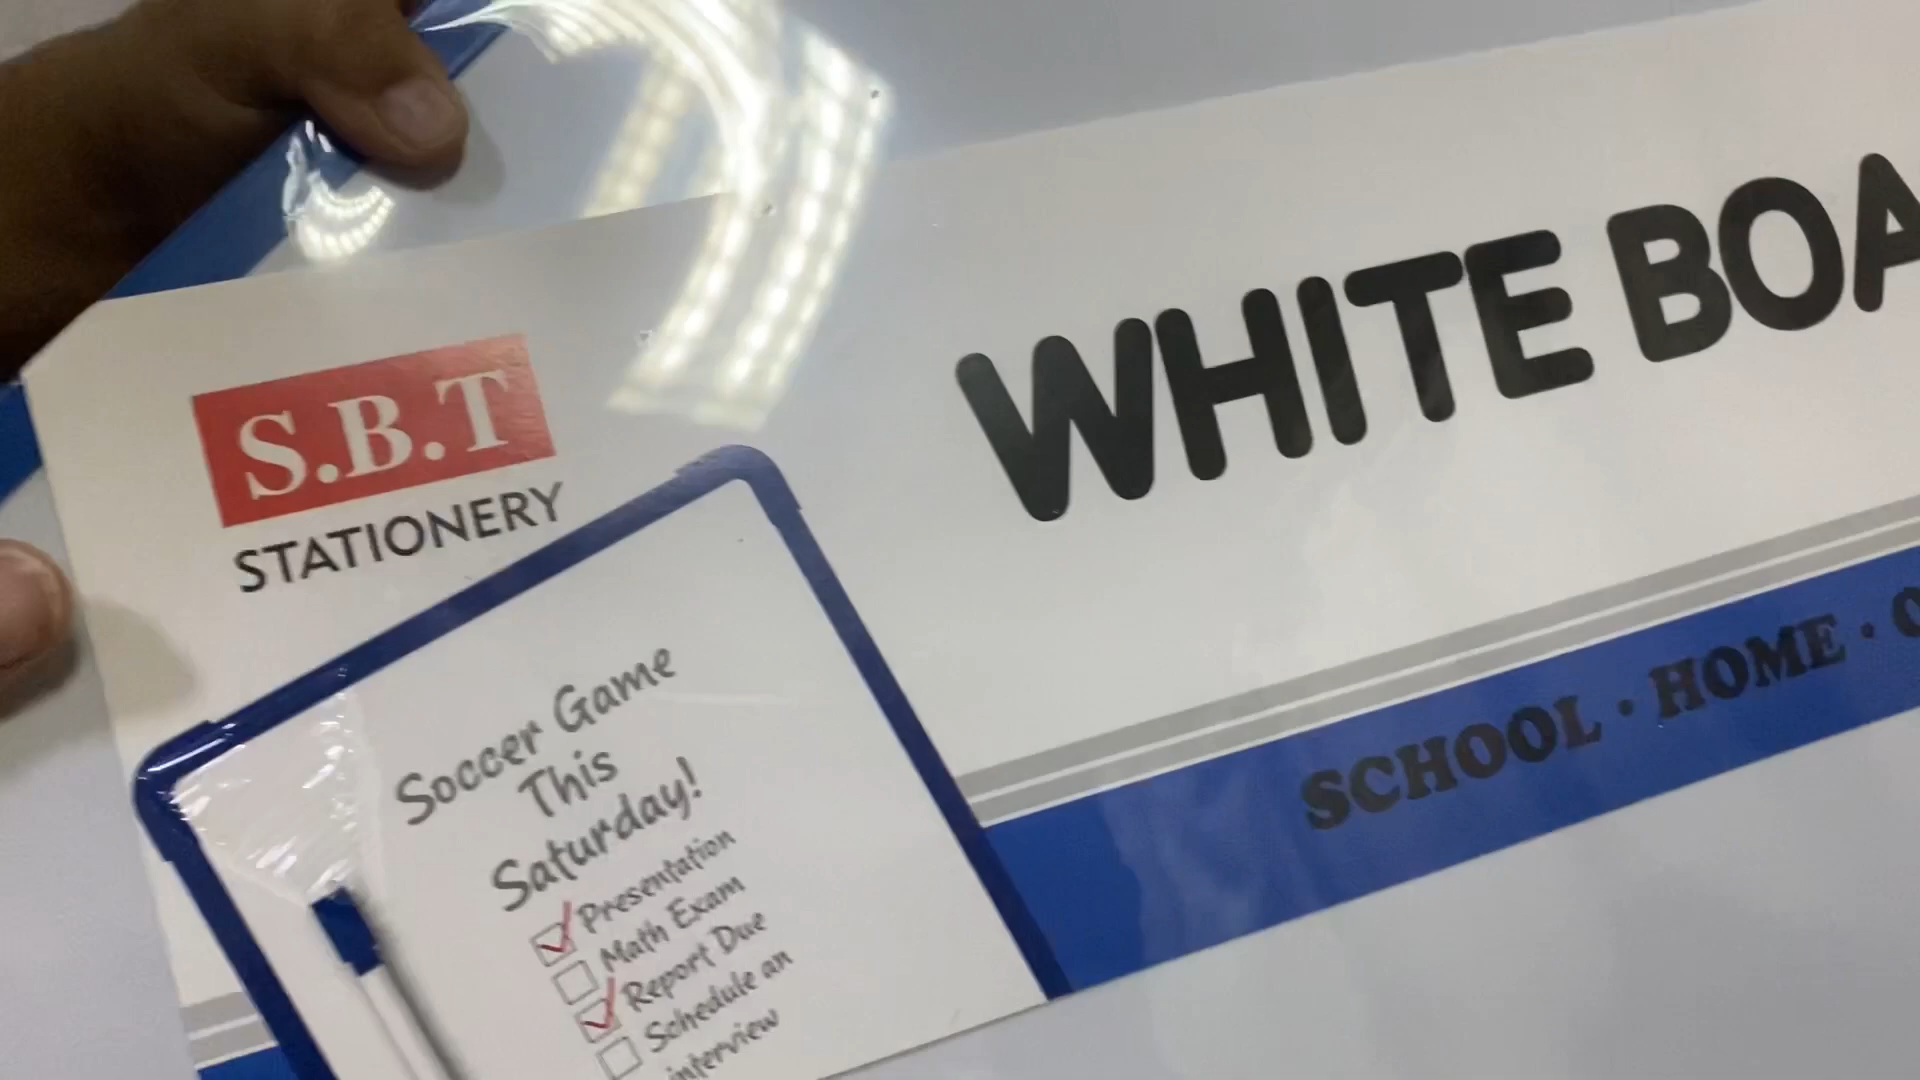 S.B.T
STATIONERY
WHITE BOA
SCHOOL · HOME ·
Soccer Game
This
Saturday!
Presentation
Math Exam
Report Due
Schedule an
interview